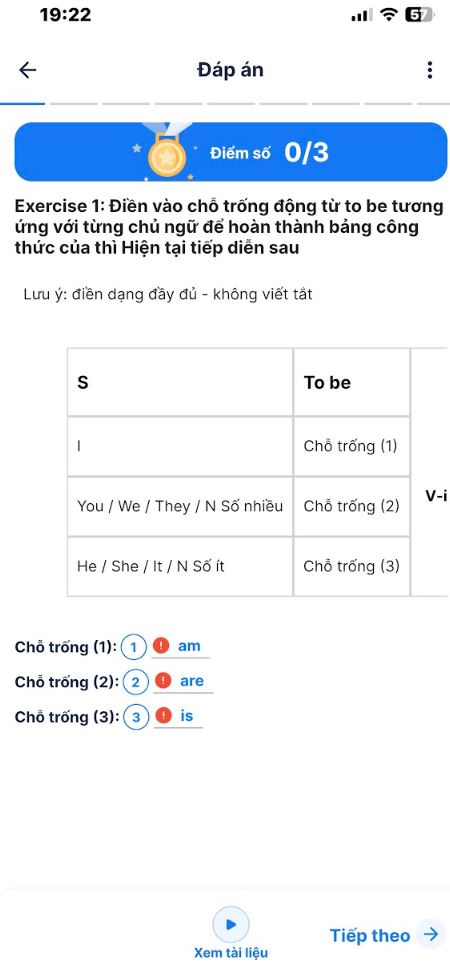 19:22
57
Đáp án
Điểm số 0/3
Exercise 1: Điền vào chỗ trống động từ to be tương
ứng với từng chủ ngữ để hoàn thành bảng công
thức của thì Hiện tại tiếp diễn sau
Lưu ý: điền dạng đầy đủ - không viết tắt
S To be
I Chỗ trống (1)
You / We / They / N Số nhiều Chỗ trống (2) V-i
He / She / It / N Số ít Chỗ trống (3)
Chỗ trống (1): 1 ! am
Chỗ trống (2): 2 ! are
Chỗ trống (3): 3 ! is
Xem tài liệu
Tiếp theo →